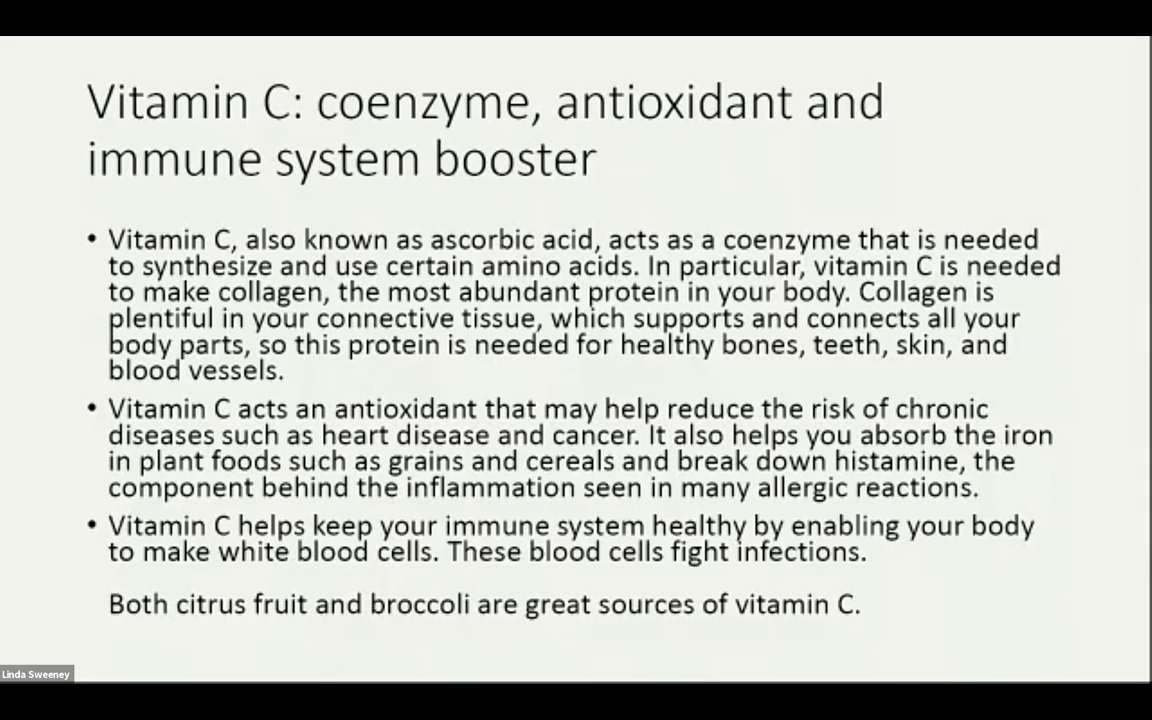 Vitamin C: coenzyme, antioxidant and
immune system booster
• Vitamin C, also known as ascorbic acid, acts as a coenzyme that is needed
to synthesize and use certain amino acids. In particular, vitamin C is needed
to make collagen, the most abundant protein in your body. Collagen is
plentiful in your connective tissue, which supports and connects all your
body parts, so this protein is needed for healthy bones, teeth, skin, and
blood vessels.
• Vitamin C acts an antioxidant that may help reduce the risk of chronic
diseases such as heart disease and cancer. It also helps you absorb the iron
in plant foods such as grains and cereals and break down histamine, the
component behind the inflammation seen in many allergic reactions.
• Vitamin C helps keep your immune system healthy by enabling your body
to make white blood cells. These blood cells fight infections.
Both citrus fruit and broccoli are great sources of vitamin C.
Linda Sweeney